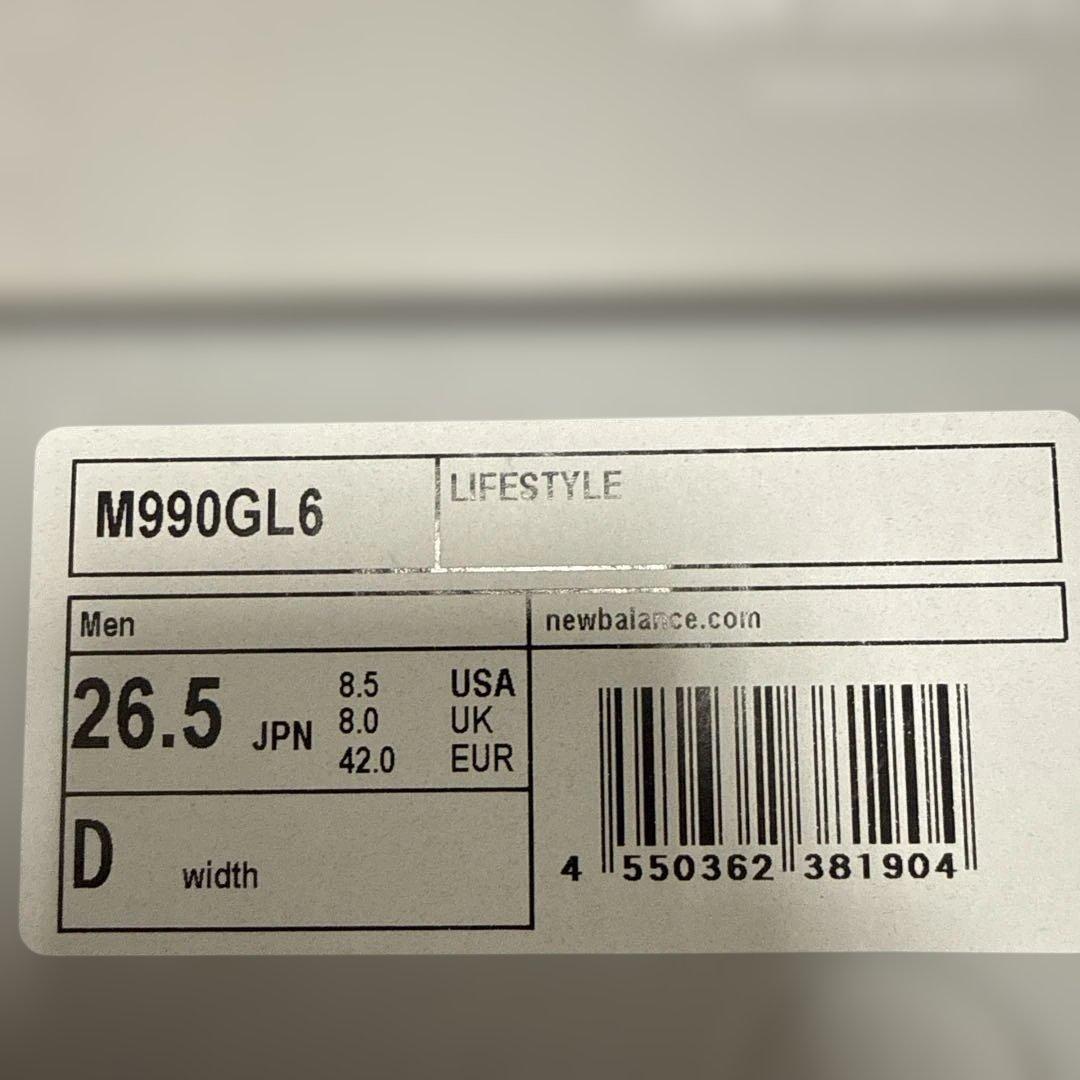 M990GL6
LIFESTYLE
Men
newbalance.com
26.5 JPN
8.5 USA
8.0 UK
42.0 EUR
D width
4 550362 381904